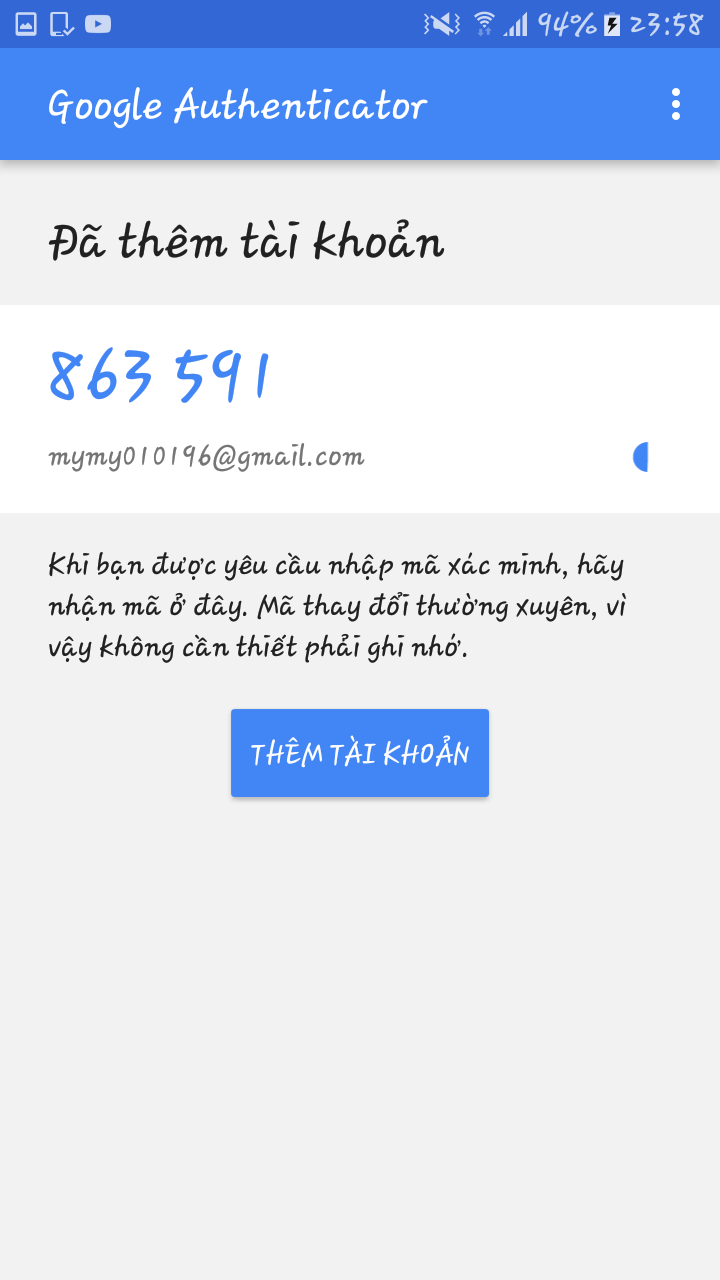 94% 23:58
Google Authenticator
Đã thêm tài khoản
863 591
mymy010196@gmail.com
Khi bạn được yêu cầu nhập mã xác minh, hãy
nhận mã ở đây. Mã thay đổi thường xuyên, vì
vậy không cần thiết phải ghi nhớ.
THÊM TÀI KHOẢN